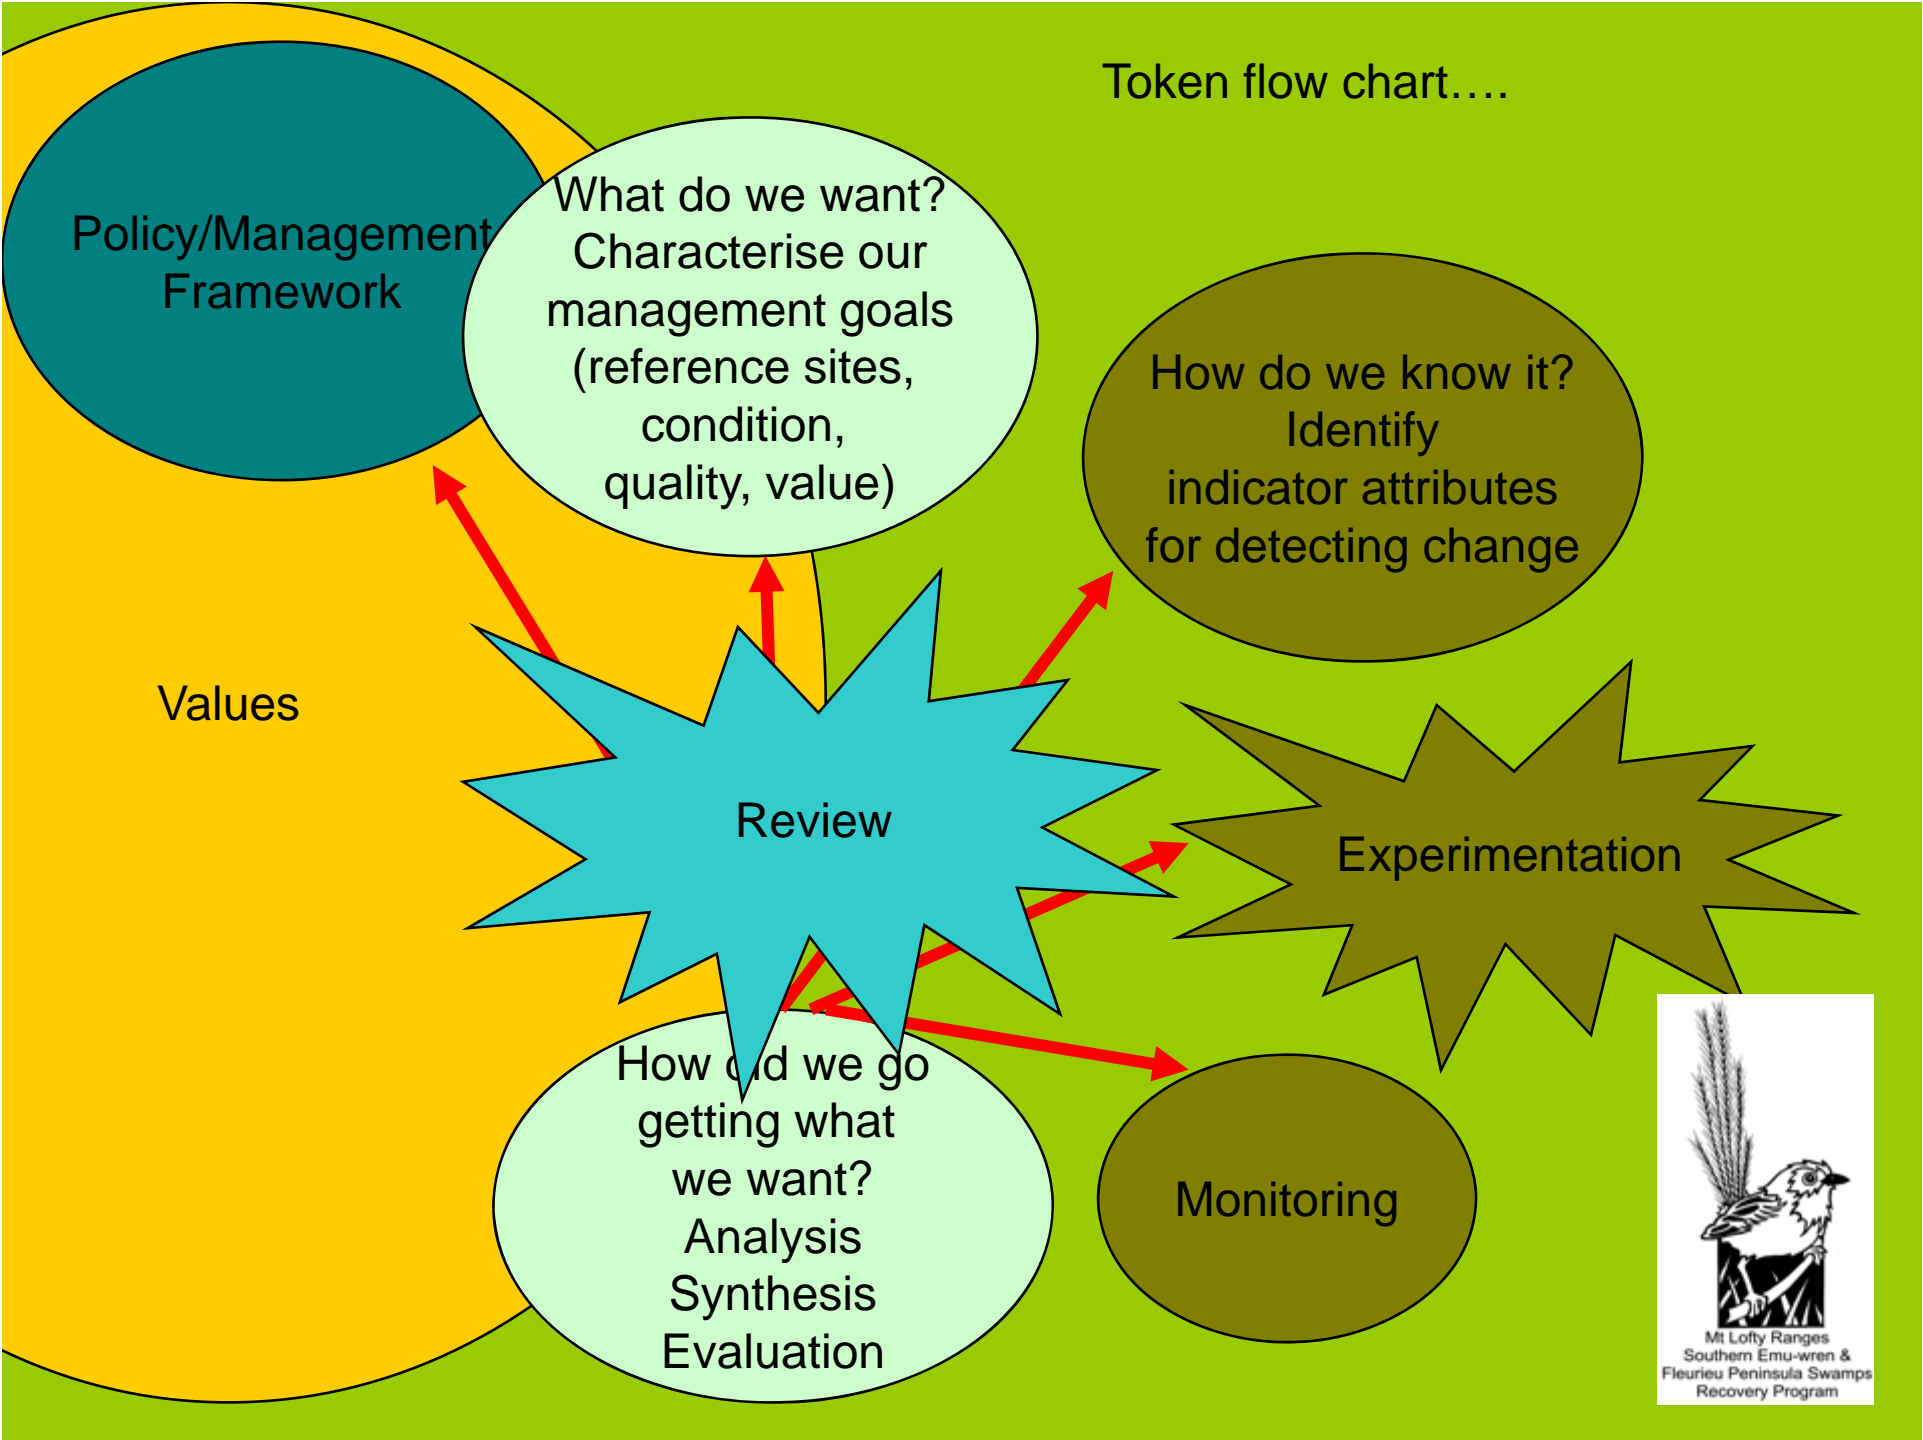 Token flow chart….
Policy/Management
Framework
What do we want?
Characterise our
management goals
(reference sites,
condition,
quality, value)
How do we know it?
Identify
indicator attributes
for detecting change
Values
Review
Experimentation
How did we go
getting what
we want?
Analysis
Synthesis
Evaluation
Monitoring
Mt Lofty Ranges
Southern Emu-wren &
Fleurieu Peninsula Swamps
Recovery Program